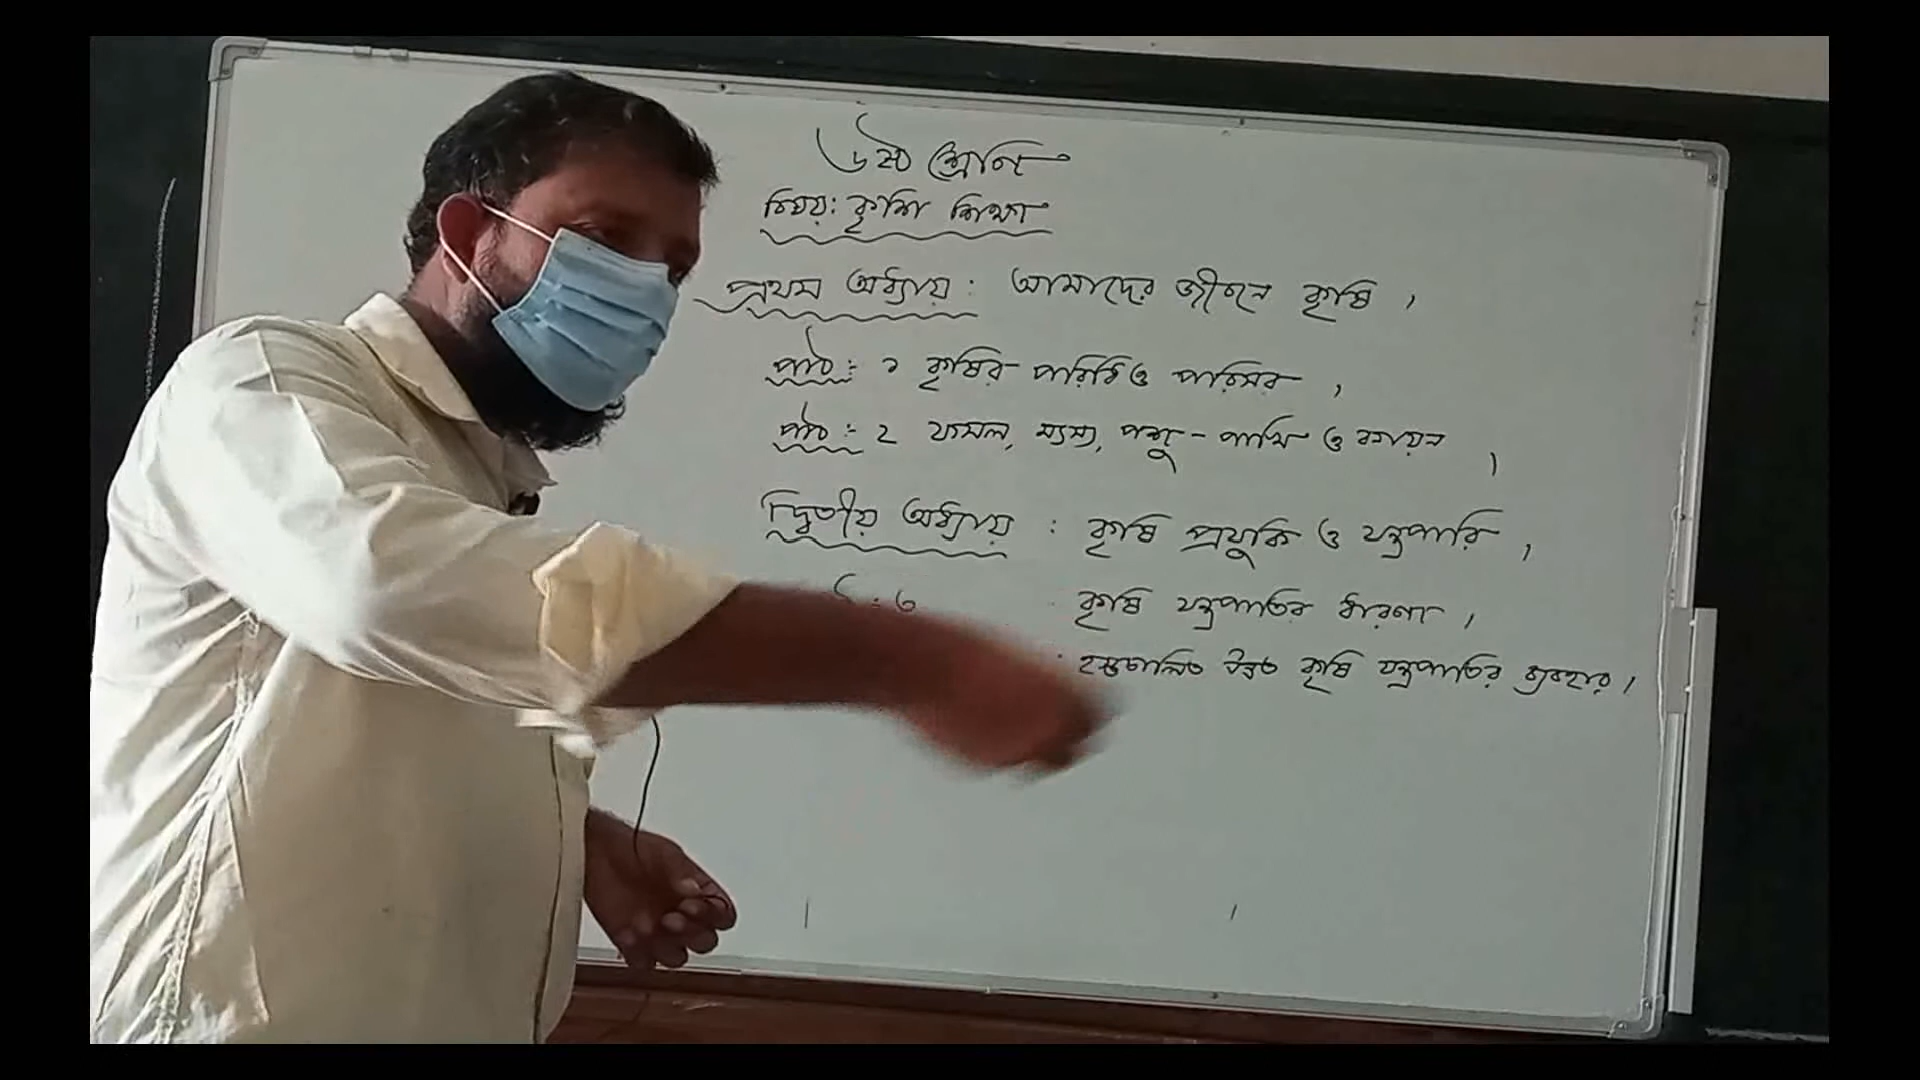 ৬ষ্ঠ শ্রেণি
বিষয়: কৃষি শিক্ষা
প্রথম অধ্যায় : আমাদের জীবনে কৃষি ,
পাঠ :- ১ কৃষির পরিধি ও পরিসর ,
পাঠ :- ২ ফসল, মৎস্য, পশু - পাখি ও বনায়ন ,
দ্বিতীয় অধ্যায় : কৃষি প্রযুক্তি ও যন্ত্রপাতি ,
: ৩ : কৃষি যন্ত্রপাতির ধারণা ,
: হস্তচালিত উন্নত কৃষি যন্ত্রপাতির ব্যবহার ।